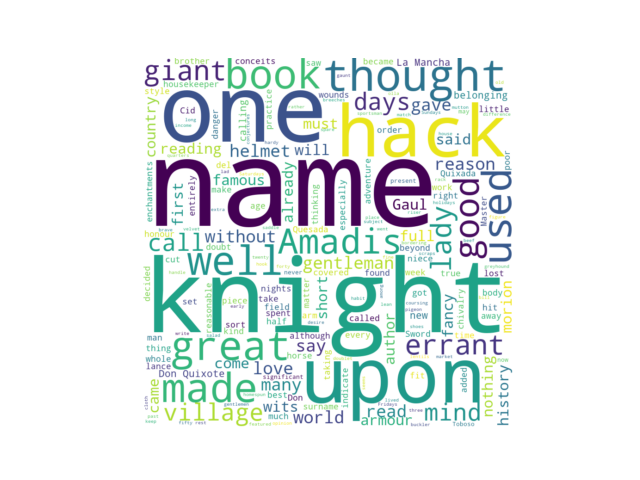 brother conceits saw became La Mancha
giant book thought
housekeeper
style Cid
wounds
days gave belonging
little
country one hack
calling practice danger
must order said
reading helmet will reason
enchantments del name
famous already adventure
Quixada
used good lady
make age thinking especially
present work right poor
first entirely Gaul Master
honour call without Amadis full
beyond
well gentleman
Quesada niece true lost
doubt covered found fancy chivalry morion
decided cut knight
never
nights matter short arm author
got body
hit
set piece take field
new away
sort spent called
man kind half although every Sword
thing great say errant
whole come horse taking
lance love fit
Don Quixote many indicate
nothing history
made upon
came wits best Don
significant
read mind
added
village world surname
much armour
Toboso